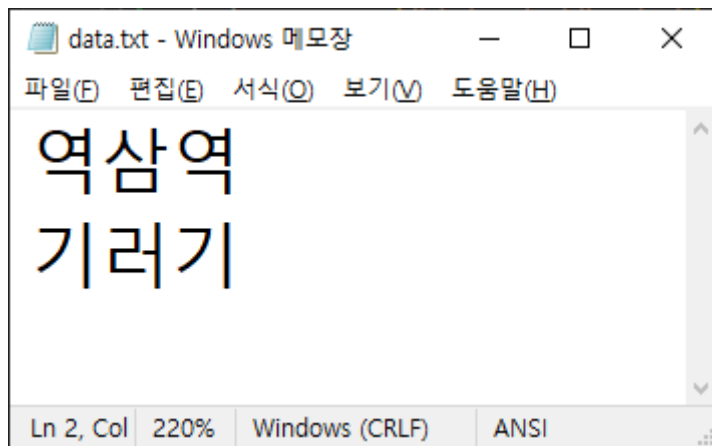 data.txt - Windows 메모장
파일(F) 편집(E) 서식(O) 보기(V) 도움말(H)
역삼역
기러기
Ln 2, Col 220% Windows (CRLF) ANSI